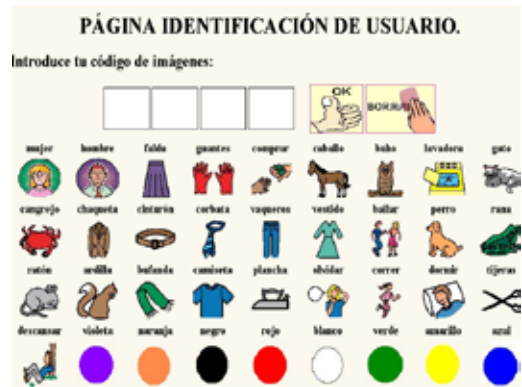 PÁGINA IDENTIFICACIÓN DE USUARIO.
Introduce tu código de imágenes:
OK BORRAR
mujer hombre falda guantes comprar caballo buho lavadora gato
cangrejo chaqueta cinturón corbata vaqueros vestido bailar perro rana
ratón ardilla bufanda camiseta plancha olvidar correr dormir tijeras
descansar violeta naranja negro rojo blanco verde amarillo azul